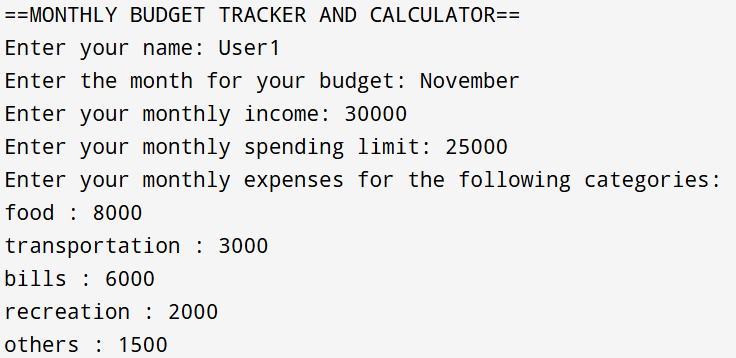 ==MONTHLY BUDGET TRACKER AND CALCULATOR==
Enter your name: User1
Enter the month for your budget: November
Enter your monthly income: 30000
Enter your monthly spending limit: 25000
Enter your monthly expenses for the following categories:
food : 8000
transportation : 3000
bills : 6000
recreation : 2000
others : 1500